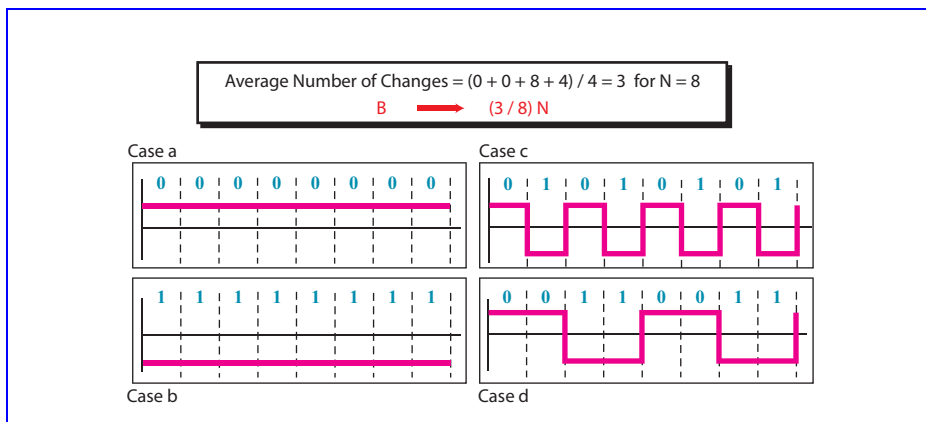 Average Number of Changes = (0 + 0 + 8 + 4) / 4 = 3 for N = 8
B (3 / 8) N
Case a
0 0 0 0 0 0 0 0
Case c
0 1 0 1 0 1 0 1
1 1 1 1 1 1 1 1
Case b
0 0 1 1 0 0 1 1
Case d